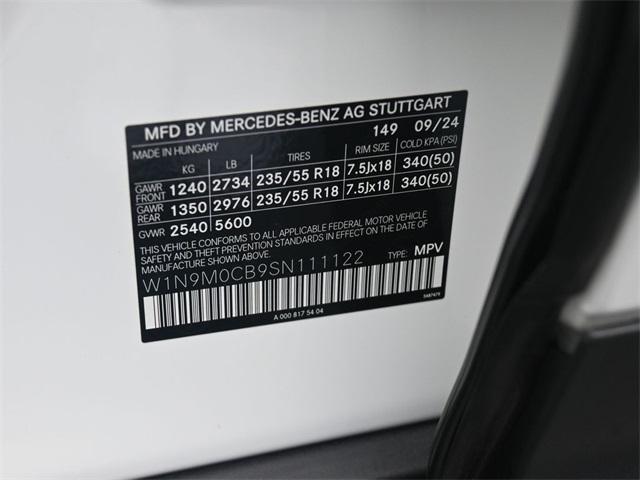 MFD BY MERCEDES-BENZ AG STUTTGART
149 09/24
MADE IN HUNGARY
KG LB TIRES RIM SIZE COLD KPA (PSI)
GAWR FRONT 1240 2734 235/55 R18 7.5Jx18 340(50)
GAWR REAR 1350 2976 235/55 R18 7.5Jx18 340(50)
GVWR 2540 5600
THIS VEHICLE CONFORMS TO ALL APPLICABLE FEDERAL MOTOR VEHICLE
SAFETY AND THEFT PREVENTION STANDARDS IN EFFECT ON THE DATE OF
MANUFACTURE SHOWN ABOVE.
W1N9M0CB9SN111122 TYPE: MPV
A 000 817 54 04